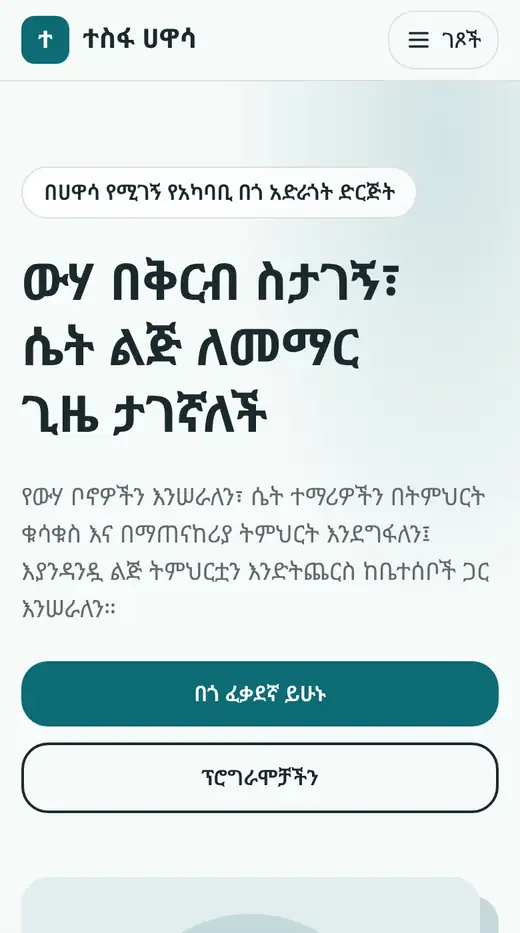 ተ
ተስፋ ሀዋሳ
ገጾች
በሀዋሳ የሚገኝ የአካባቢ በጎ አድራጎት ድርጅት
ውሃ በቅርብ ስታገኝ፣
ሴት ልጅ ለመማር
ጊዜ ታገኛለች
የውሃ ቦኖዎችን እንሠራለን፣ ሴት ተማሪዎችን በትምህርት
ቁሳቁስ እና በማጠናከሪያ ትምህርት እንደግፋለን፤
እያንዳንዷ ልጅ ትምህርቷን እንድትጨርስ ከቤተሰቦች ጋር
እንሠራለን።
በጎ ፈቃደኛ ይሁኑ
ፕሮግራሞቻችን